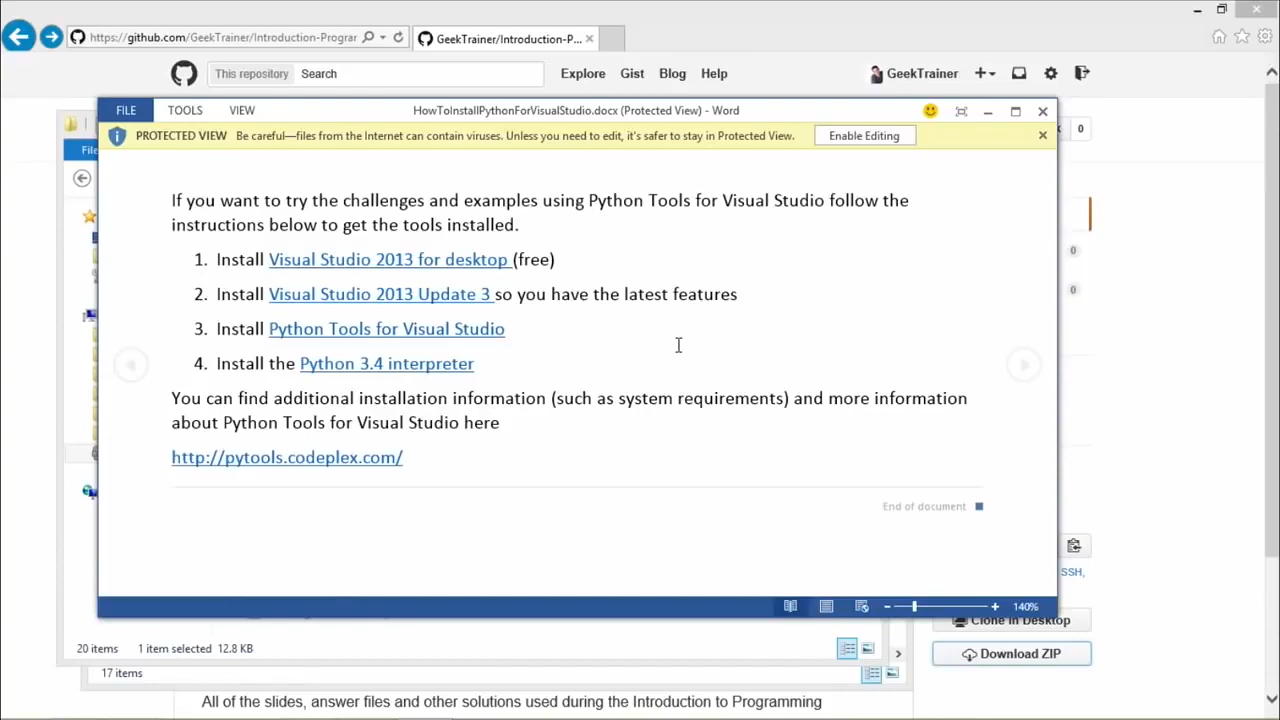 https://github.com/GeekTrainer/Introduction-Prograr
GeekTrainer/Introduction-P...
This repository Search
Explore Gist Blog Help
GeekTrainer
FILE TOOLS VIEW HowToInstallPythonForVisualStudio.docx (Protected View) - Word
PROTECTED VIEW Be careful—files from the Internet can contain viruses. Unless you need to edit, it's safer to stay in Protected View. Enable Editing
0
File
If you want to try the challenges and examples using Python Tools for Visual Studio follow the
instructions below to get the tools installed.
0
1. Install Visual Studio 2013 for desktop (free)
0
2. Install Visual Studio 2013 Update 3 so you have the latest features
3. Install Python Tools for Visual Studio
4. Install the Python 3.4 interpreter
You can find additional installation information (such as system requirements) and more information
about Python Tools for Visual Studio here
http://pytools.codeplex.com/
End of document
SSH,
140%
Clone in Desktop
20 items 1 item selected 12.8 KB
Download ZIP
17 items
All of the slides, answer files and other solutions used during the Introduction to Programming